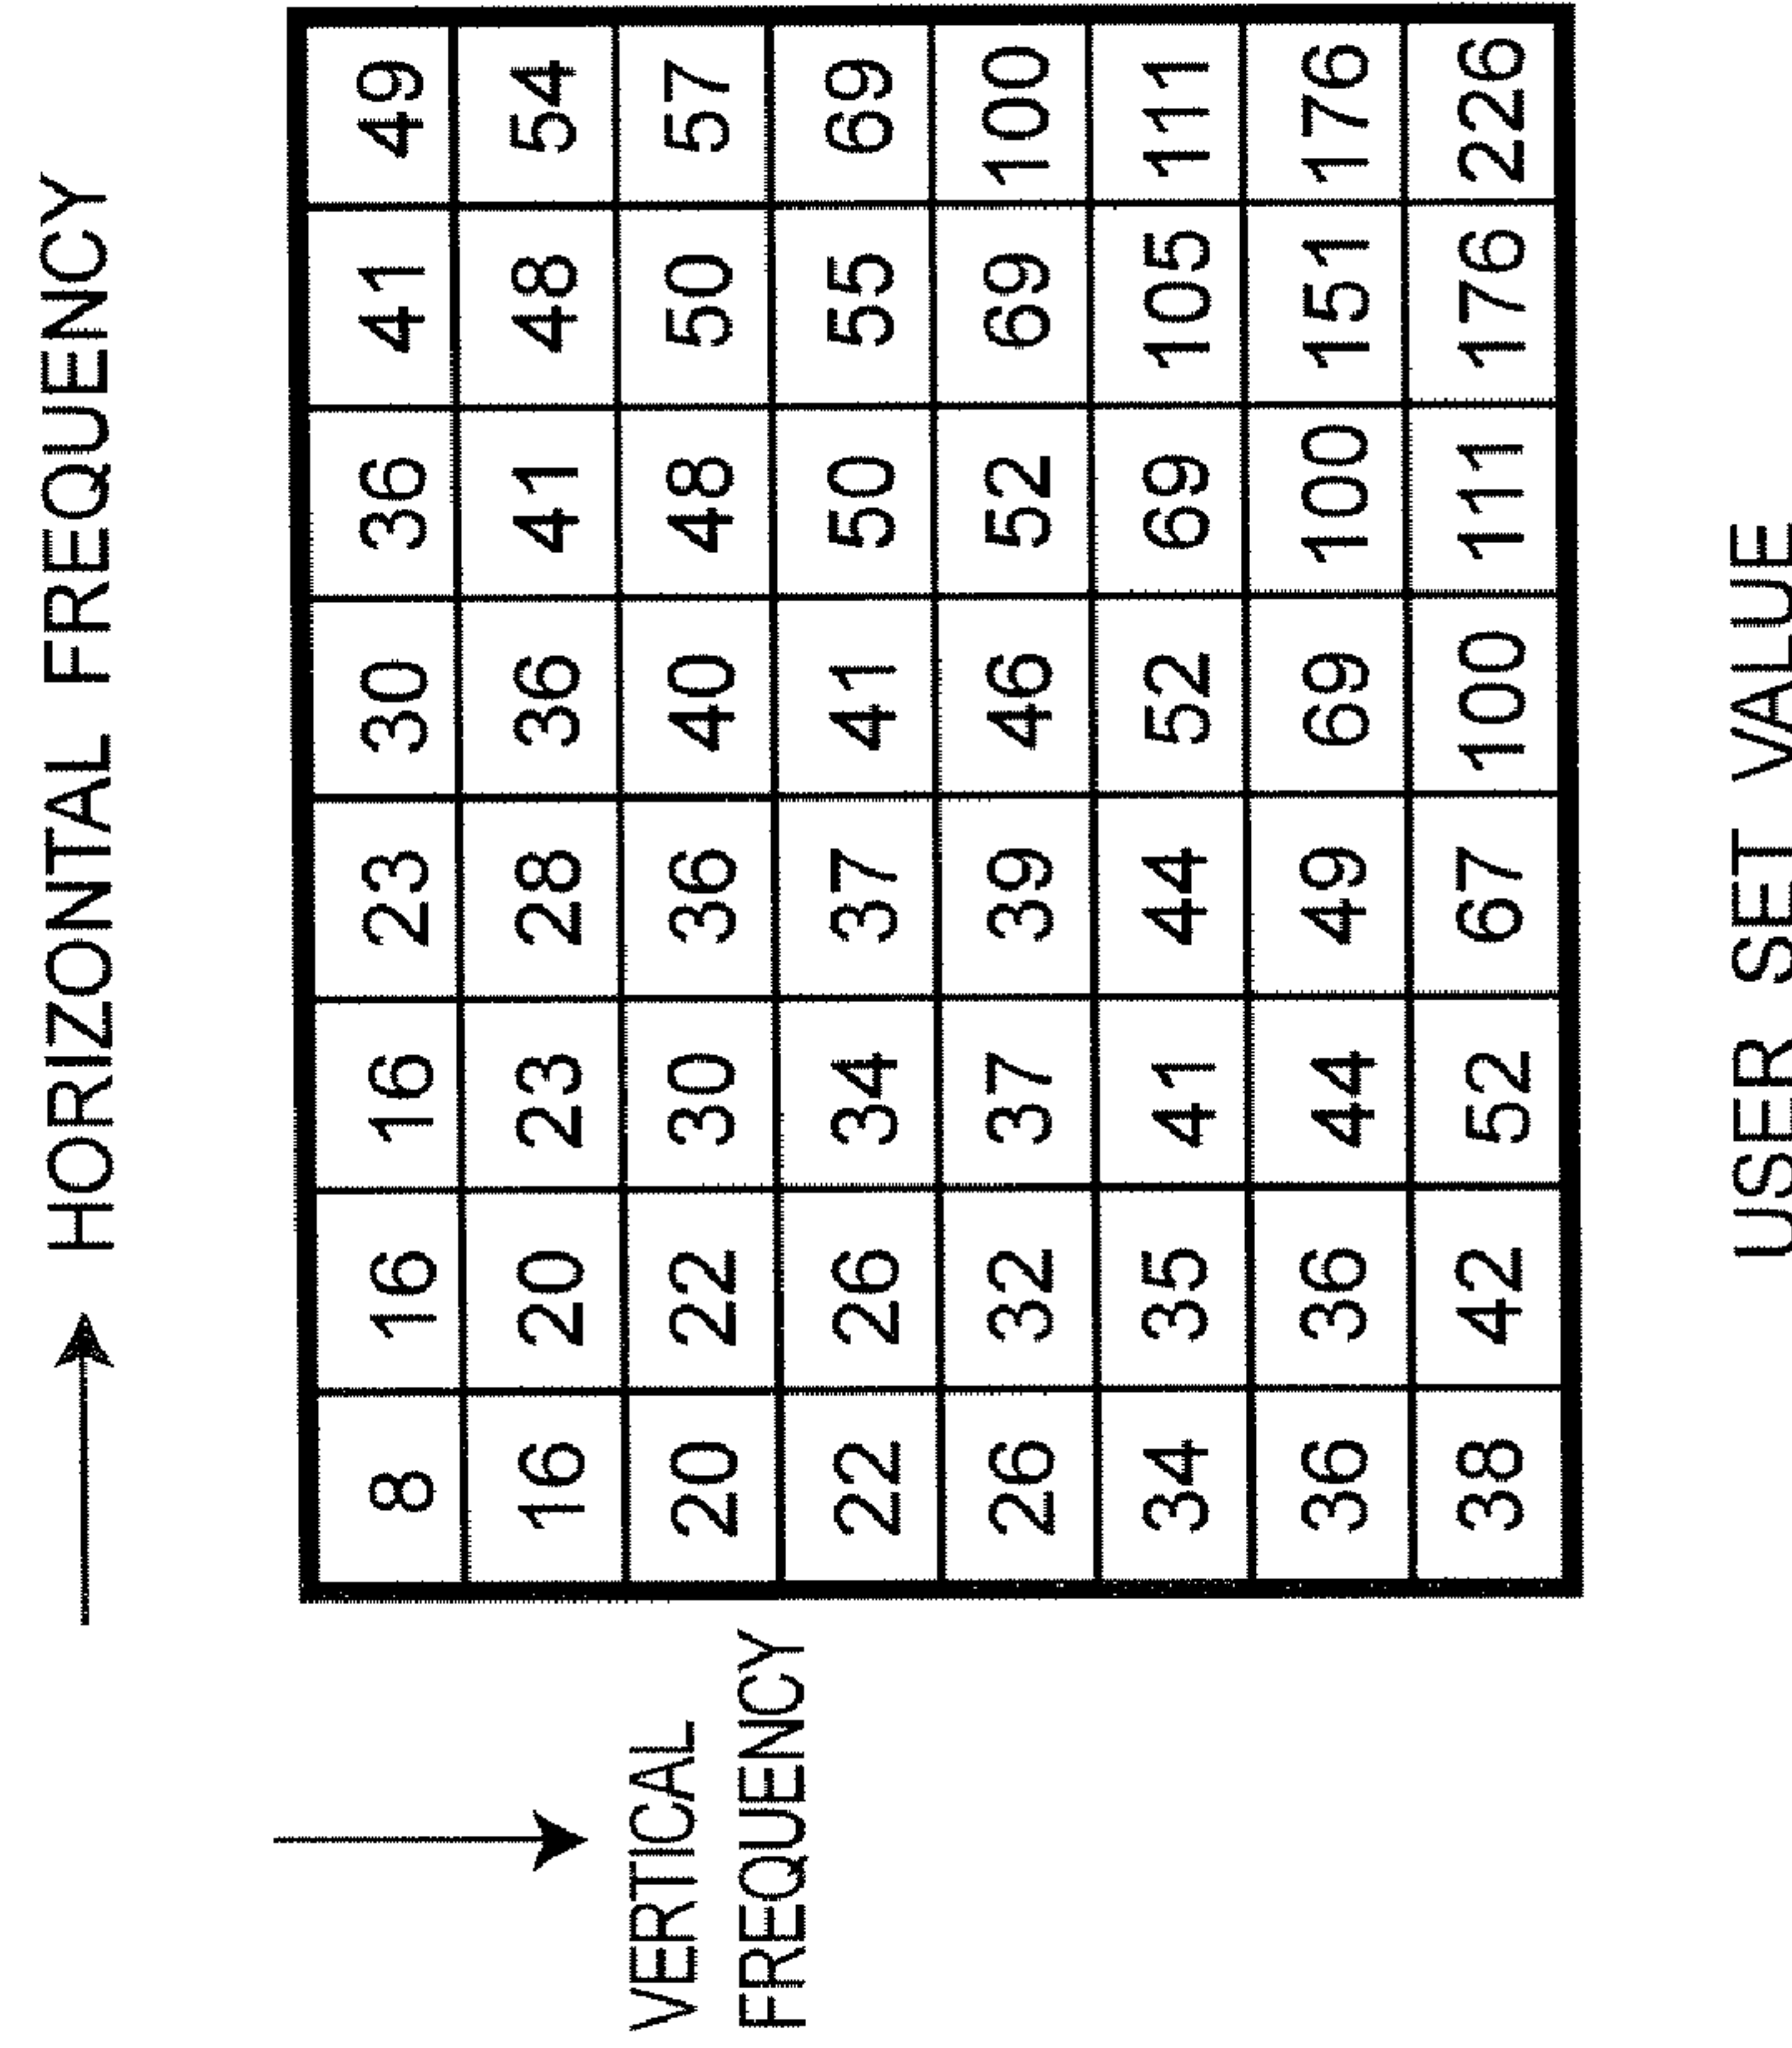 HORIZONTAL FREQUENCY
VERTICAL
FREQUENCY
8 16 16 23 30 36 41 49
16 20 23 28 36 41 48 54
20 22 30 36 40 48 50 57
22 26 34 37 41 50 55 69
26 32 37 39 46 52 69 100
34 35 41 44 52 69 105 111
36 36 44 49 69 100 151 176
38 42 52 67 100 111 176 226
USER SET VALUE